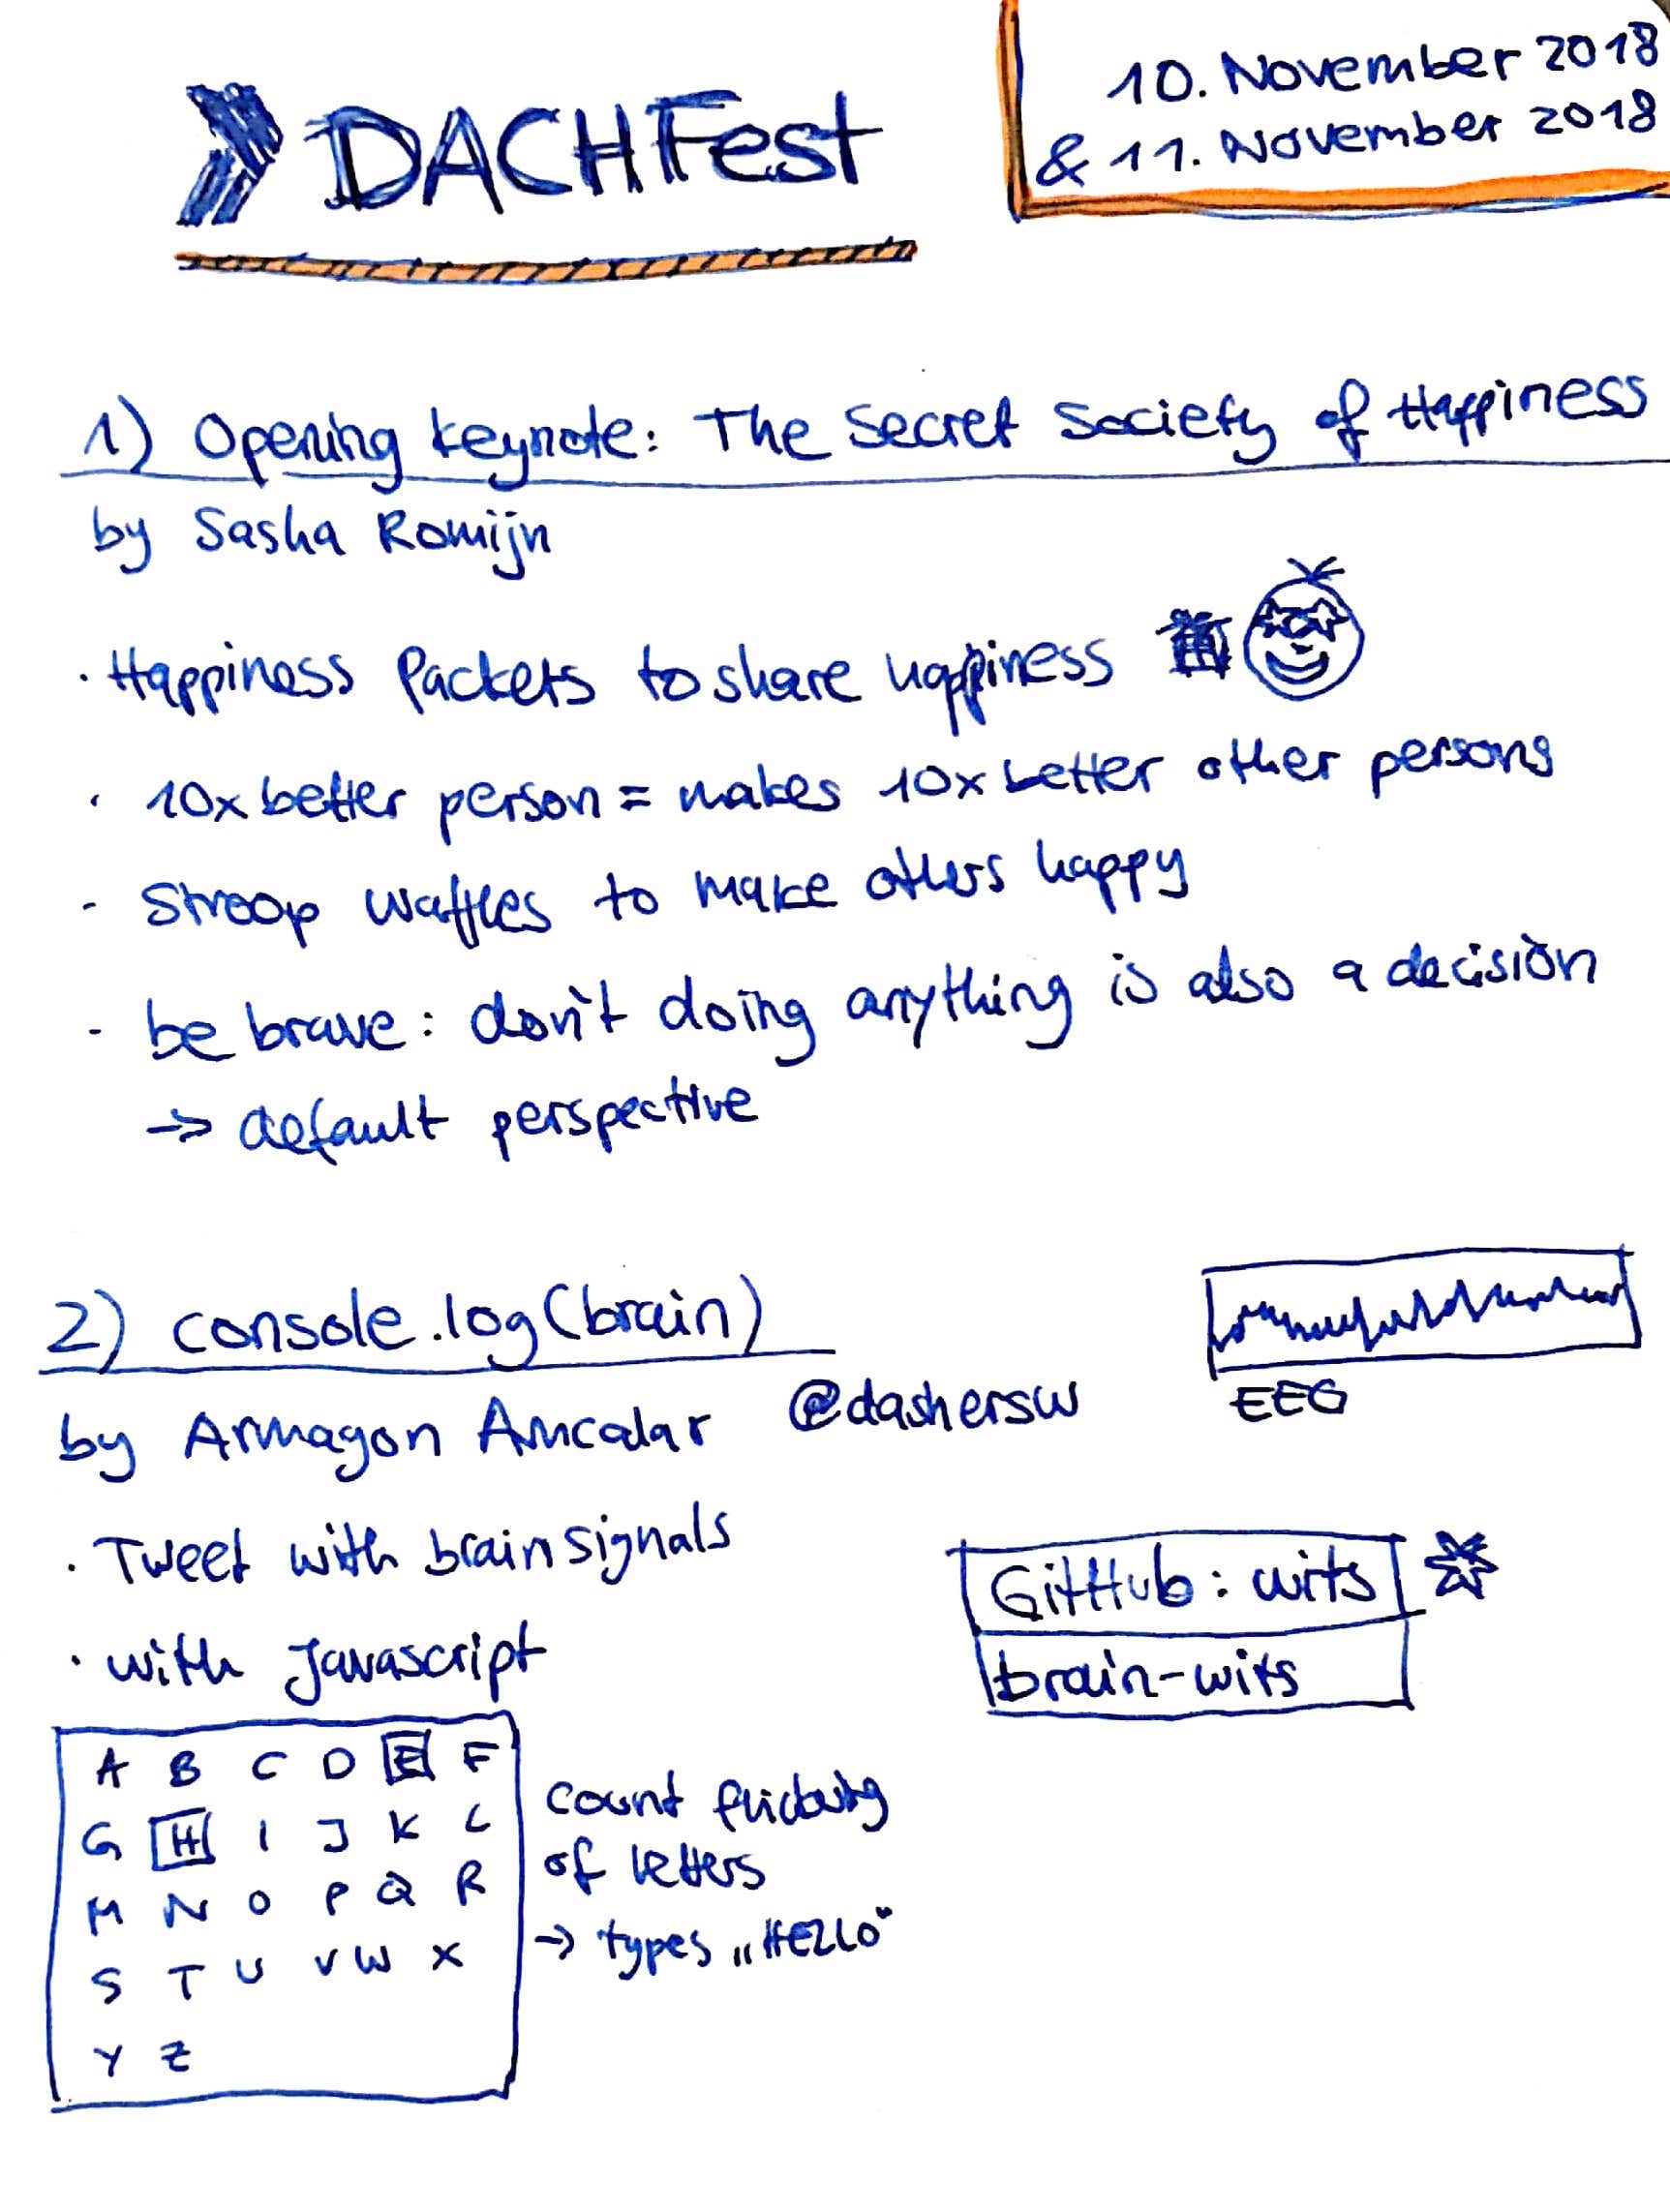 DACHFest
10. November 2018
& 11. November 2018
1) Opening keynote: The Secret Society of Happiness
by Sasha Romijn
· Happiness Packets to share happiness
· 10x better person = makes 10x better other persons
- Stroop waffles to make others happy
- be brave: don't doing anything is also a decision
-> default perspective
2) console.log(brain)
EEG
by Armagon Amcalar @dashersw
· Tweet with brain signals
GitHub: wits
· with Javascript
brain-wits
A B C D E F
G H I J K L
M N O P Q R
S T U V W X
Y Z
count flickering
of letters
-> types „HELLO"